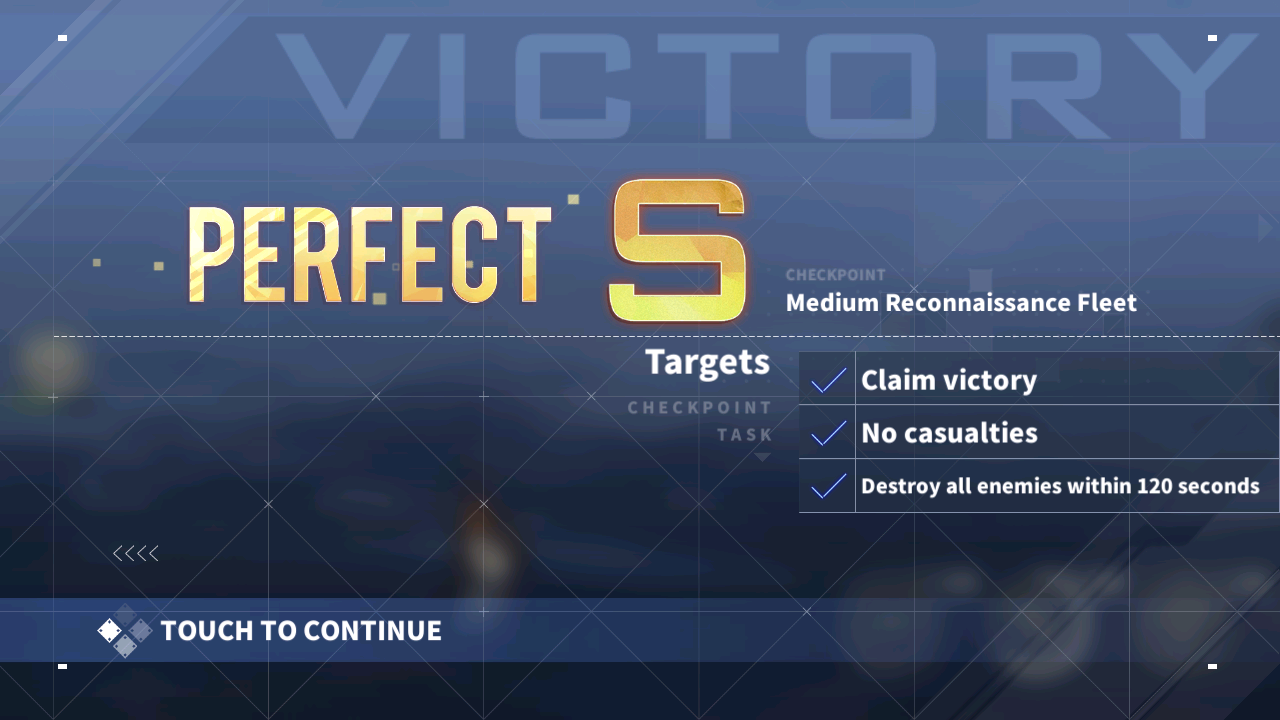 VICTORY
PERFECT S
CHECKPOINT
Medium Reconnaissance Fleet
Targets
CHECKPOINT
TASK
Claim victory
No casualties
Destroy all enemies within 120 seconds
TOUCH TO CONTINUE